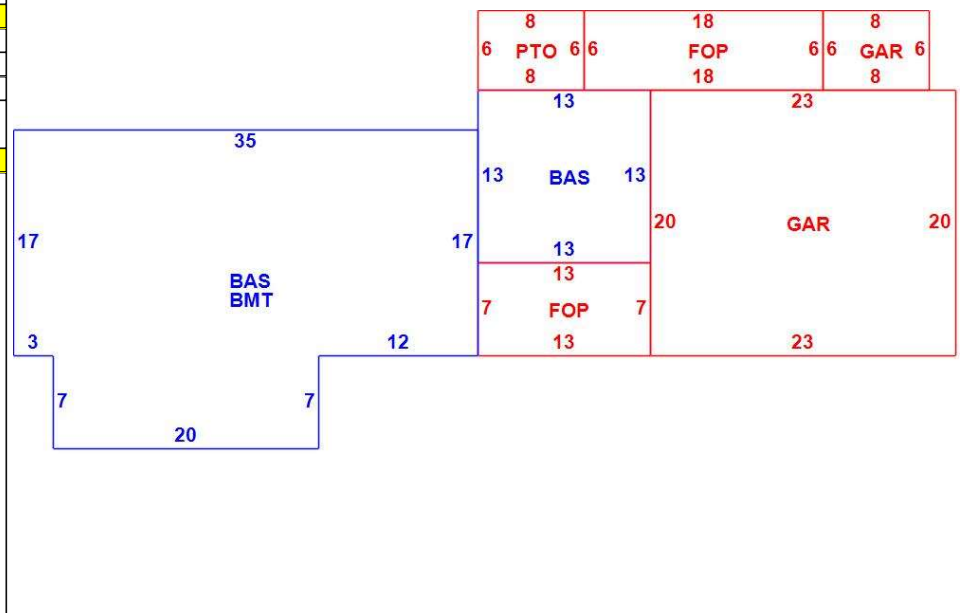 8 18 8
6 PTO 6 6 FOP 6 6 GAR 6
8 18 8
13 23
35
13 BAS 13
20 GAR 20
17 17
13
13
BAS
BMT
7 FOP 7
3 12 13 23
7 7
20